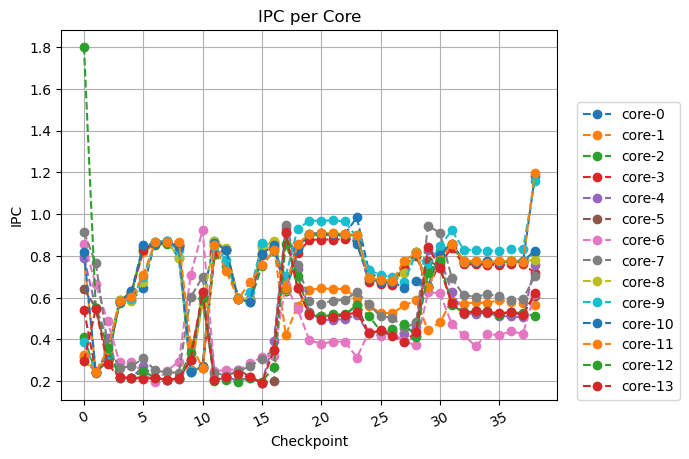 IPC per Core
IPC
1.8
1.6
1.4
1.2
1.0
0.8
0.6
0.4
0.2
0
5
10
15
20
25
30
35
Checkpoint
core-0
core-1
core-2
core-3
core-4
core-5
core-6
core-7
core-8
core-9
core-10
core-11
core-12
core-13